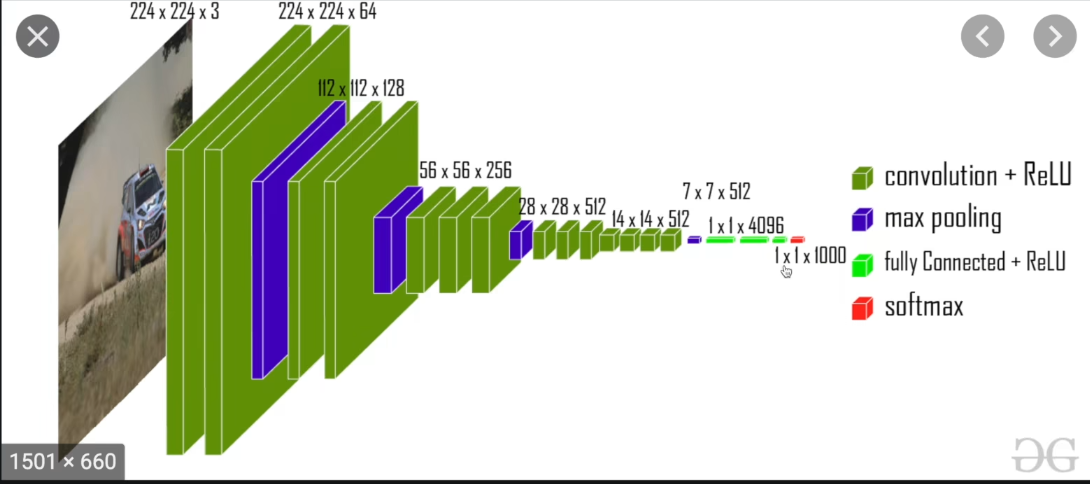 224 x 224 x 3
224 x 224 x 64
112 x 112 x 128
56 x 56 x 256
28 x 28 x 512
14 x 14 x 512
7 x 7 x 512
1 x 1 x 4096
1 x 1 x 1000
convolution + ReLU
max pooling
fully Connected + ReLU
softmax
1501 × 660